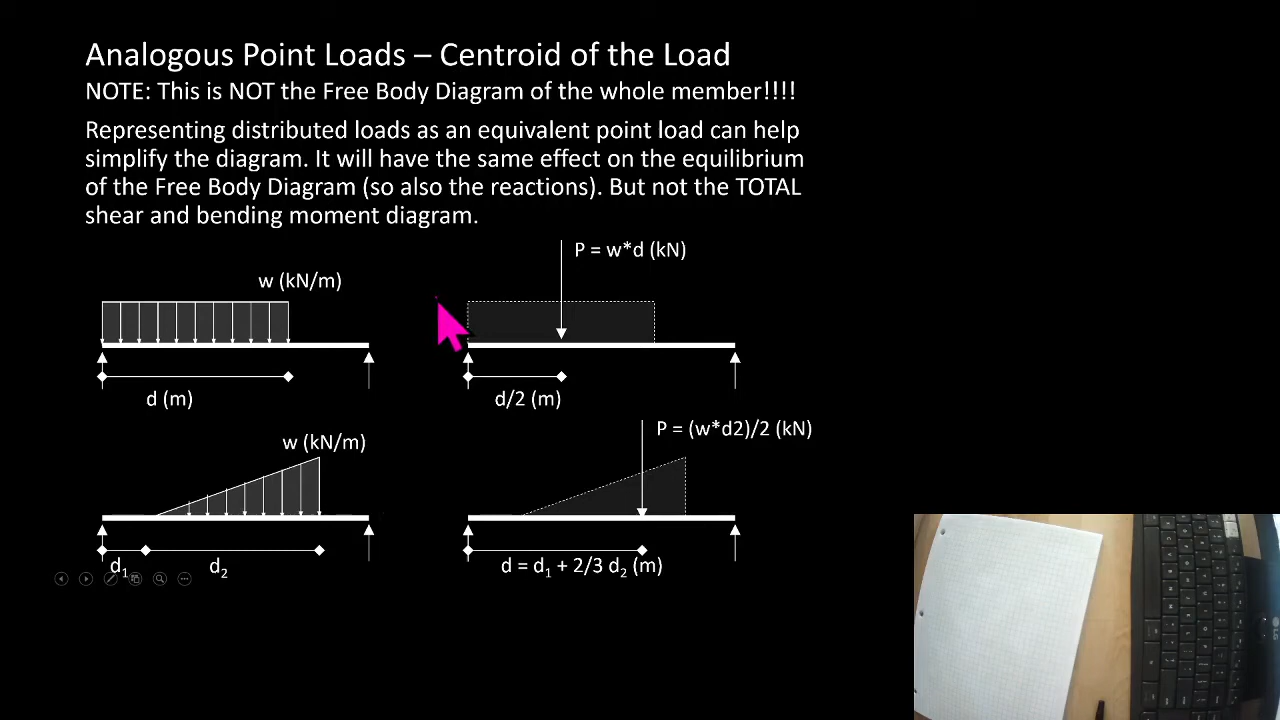 Analogous Point Loads – Centroid of the Load
NOTE: This is NOT the Free Body Diagram of the whole member!!!!
Representing distributed loads as an equivalent point load can help
simplify the diagram. It will have the same effect on the equilibrium
of the Free Body Diagram (so also the reactions). But not the TOTAL
shear and bending moment diagram.
P = w*d (kN)
w (kN/m)
d (m)
d/2 (m)
P = (w*d2)/2 (kN)
w (kN/m)
d₁
d₂
d = d₁ + 2/3 d₂ (m)
LG